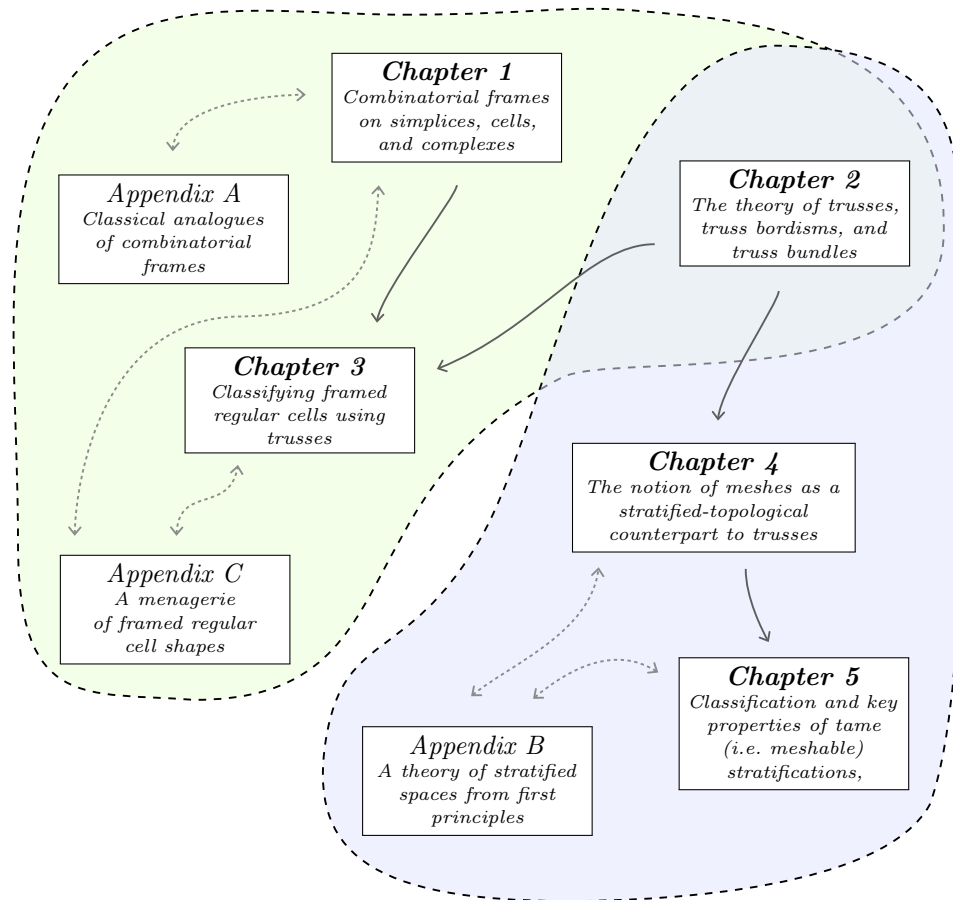 Chapter 1
Combinatorial frames
on simplices, cells,
and complexes
Chapter 2
The theory of trusses,
truss bordisms, and
truss bundles
Appendix A
Classical analogues
of combinatorial
frames
Chapter 3
Classifying framed
regular cells using
trusses
Chapter 4
The notion of meshes as a
stratified-topological
counterpart to trusses
Appendix C
A menagerie
of framed regular
cell shapes
Chapter 5
Classification and key
properties of tame
(i.e. meshable)
stratifications,
Appendix B
A theory of stratified
spaces from first
principles